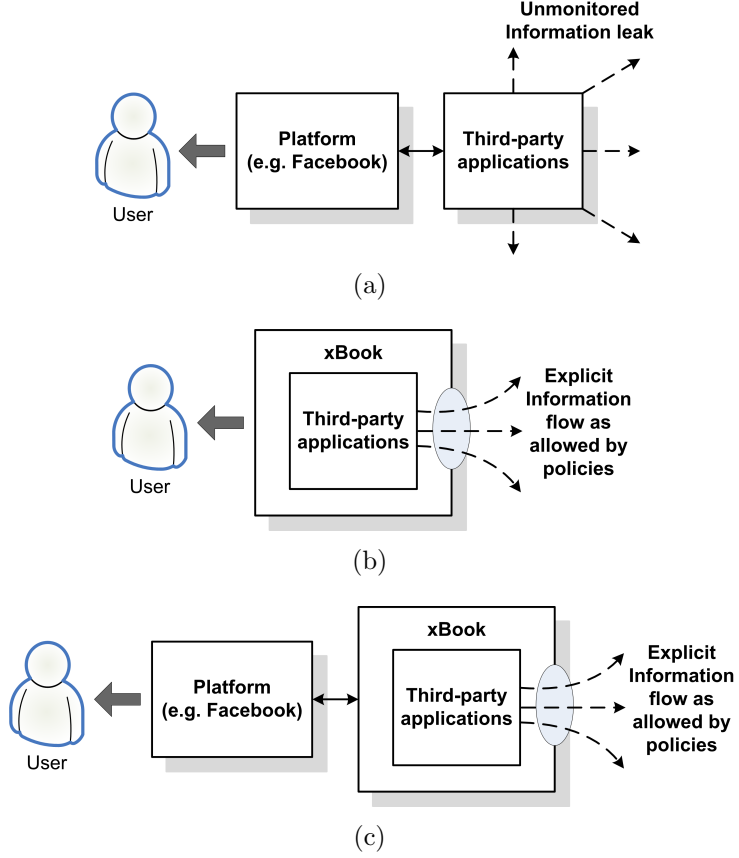 Unmonitored
Information leak
Platform
(e.g. Facebook)
Third-party
applications
User
(a)
xBook
Third-party
applications
Explicit
Information
flow as
allowed by
policies
User
(b)
xBook
Platform
(e.g. Facebook)
Third-party
applications
Explicit
Information
flow as
allowed by
policies
User
(c)